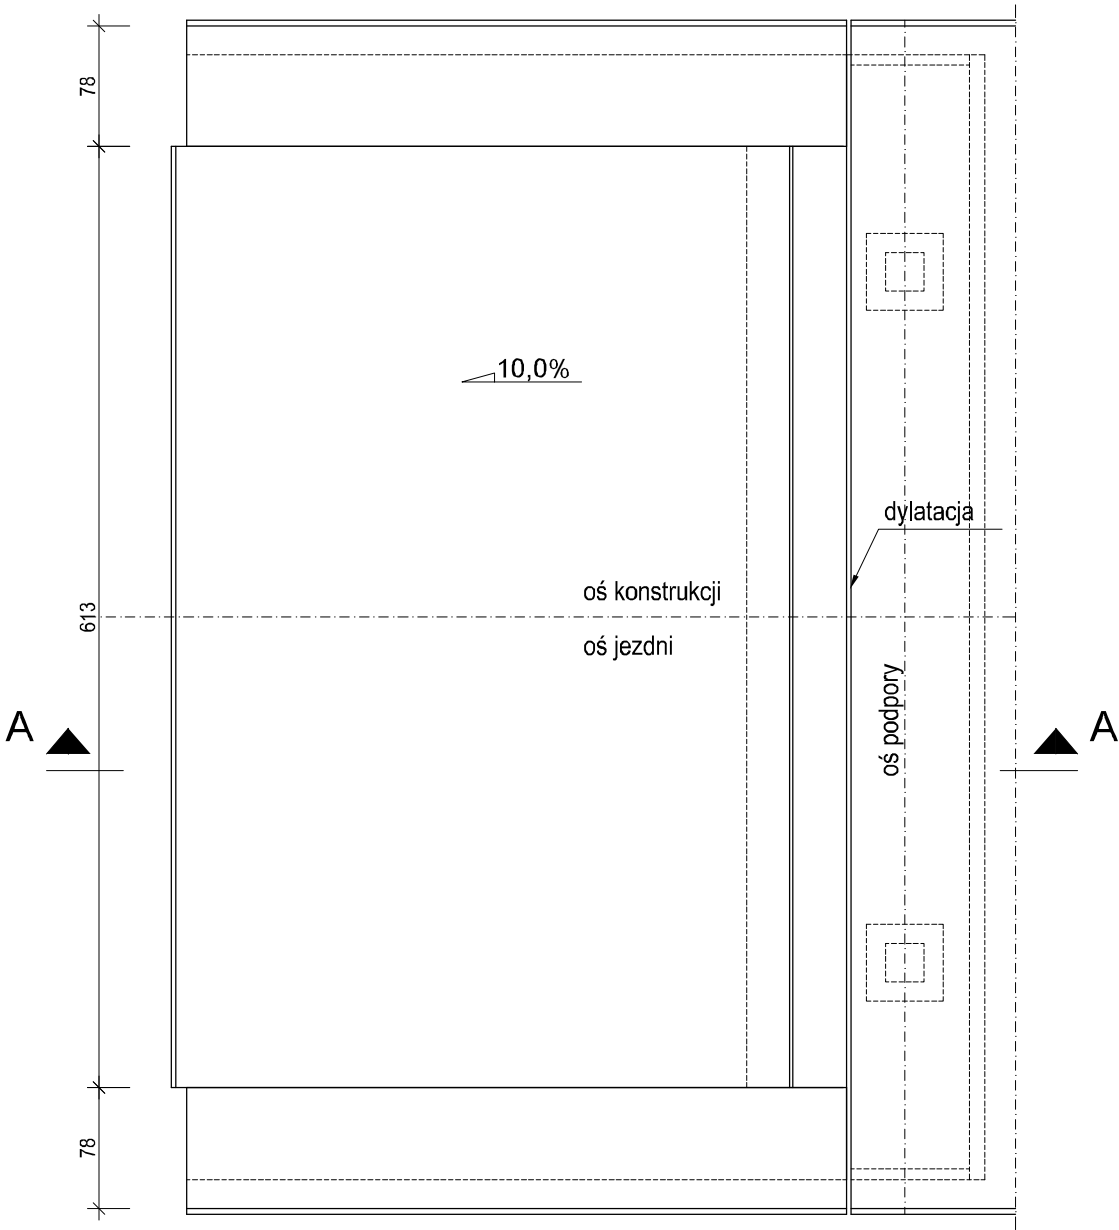 78
10,0%
dylatacja
oś konstrukcji
613
oś jezdni
oś podpory
A
A
78